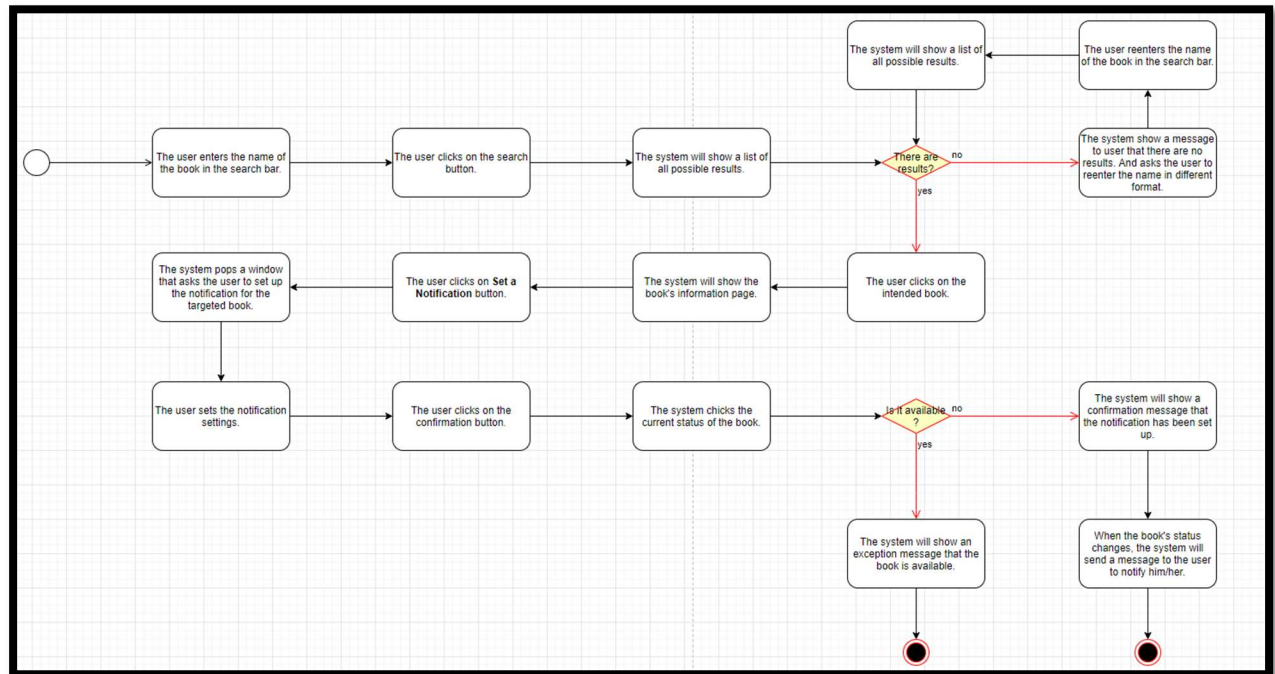 The system will show a list of
all possible results.
The user reenters the name
of the book in the search bar.
The user enters the name of
the book in the search bar.
The user clicks on the search
button.
The system will show a list of
all possible results.
There are
results?
no
yes
The system show a message
to user that there are no
results. And asks the user to
reenter the name in different
format.
The system pops a window
that asks the user to set up
the notification for the
targeted book.
The user clicks on Set a
Notification button.
The system will show the
book's information page.
The user clicks on the
intended book.
The user sets the notification
settings.
The user clicks on the
confirmation button.
The system chicks the
current status of the book.
Is it available
?
no
yes
The system will show a
confirmation message that
the notification has been set
up.
The system will show an
exception message that the
book is available.
When the book's status
changes, the system will
send a message to the user
to notify him/her.